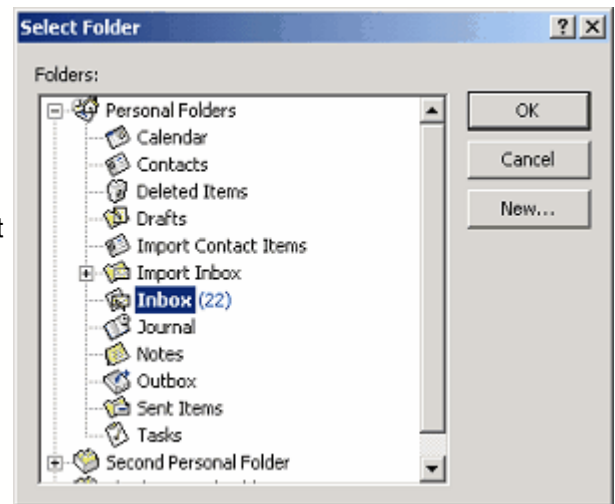 Select Folder
Folders:
Personal Folders
OK
Calendar
Contacts
Cancel
Deleted Items
New...
Drafts
t
Import Contact Items
Import Inbox
Inbox (22)
Journal
Notes
Outbox
Sent Items
Tasks
Second Personal Folder